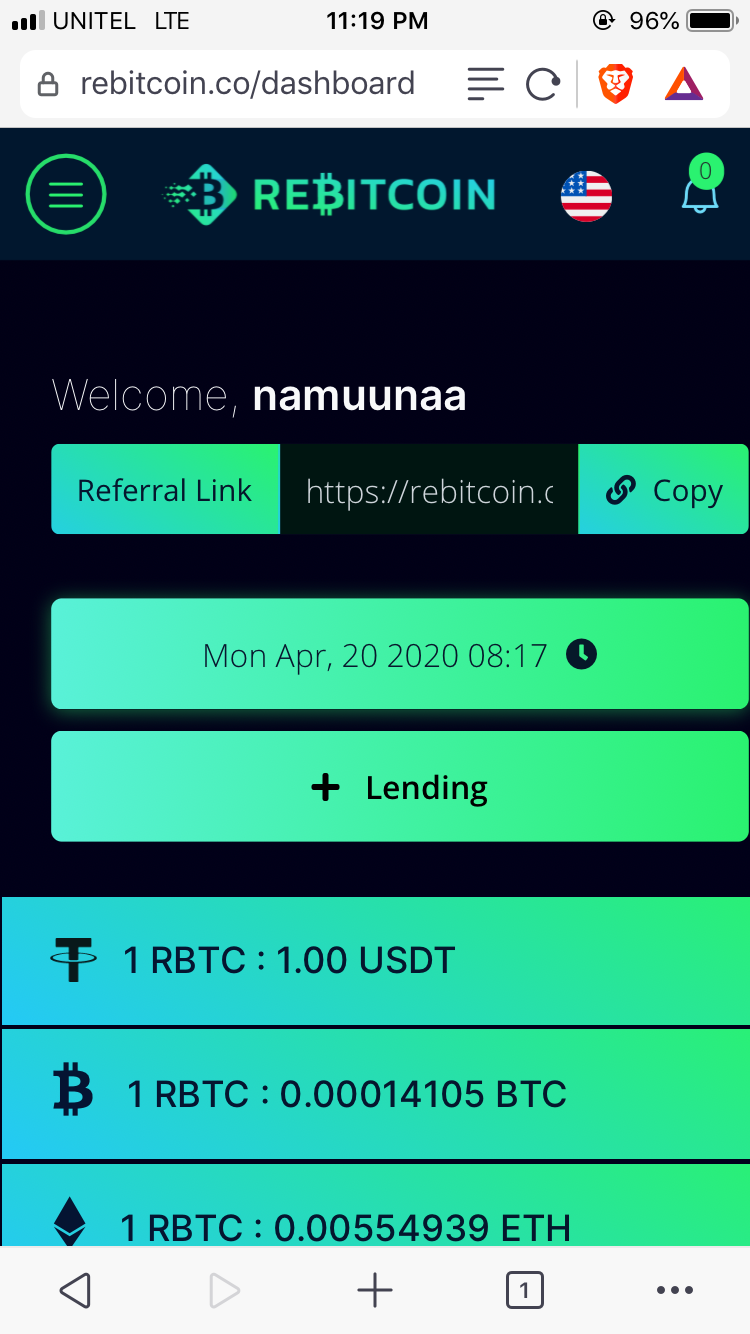 UNITEL LTE 11:19 PM 96%
rebitcoin.co/dashboard
REBITCOIN 0
Welcome, namuunaa
Referral Link https://rebitcoin.c Copy
Mon Apr, 20 2020 08:17
+ Lending
1 RBTC : 1.00 USDT
1 RBTC : 0.00014105 BTC
1 RBTC : 0.00554939 ETH
1